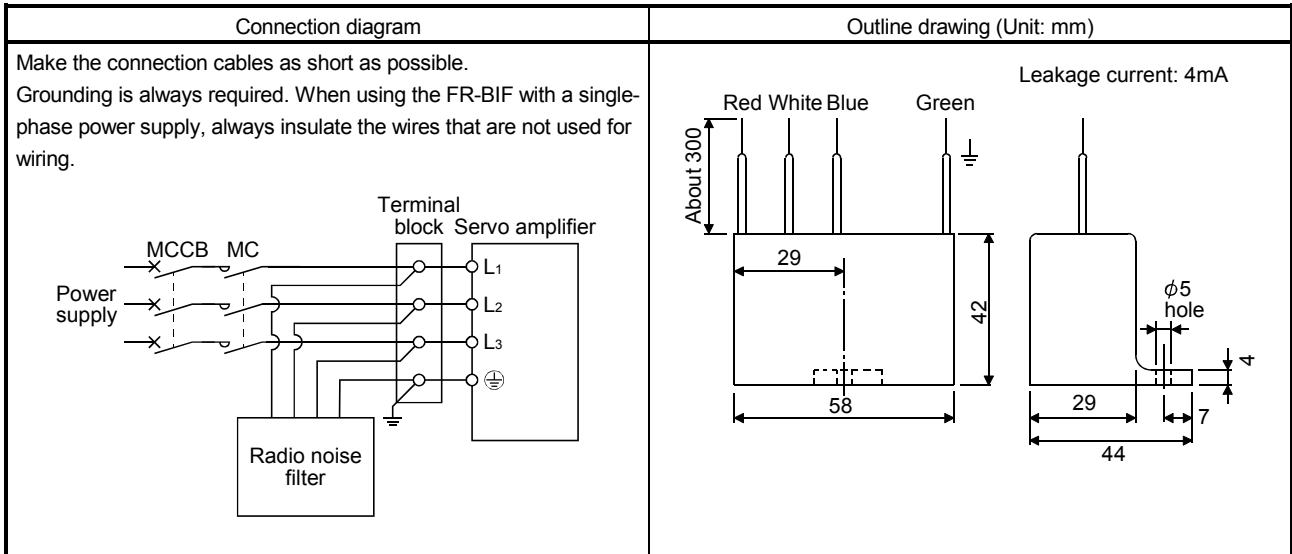 Connection diagram
Outline drawing (Unit: mm)
Make the connection cables as short as possible.
Grounding is always required. When using the FR-BIF with a single-
phase power supply, always insulate the wires that are not used for
wiring.
Terminal
block
Servo amplifier
MCCB
MC
Power
supply
L1
L2
L3
Radio noise
filter
Leakage current: 4mA
Red
White
Blue
Green
About 300
29
42
58
φ5
hole
4
29
7
44